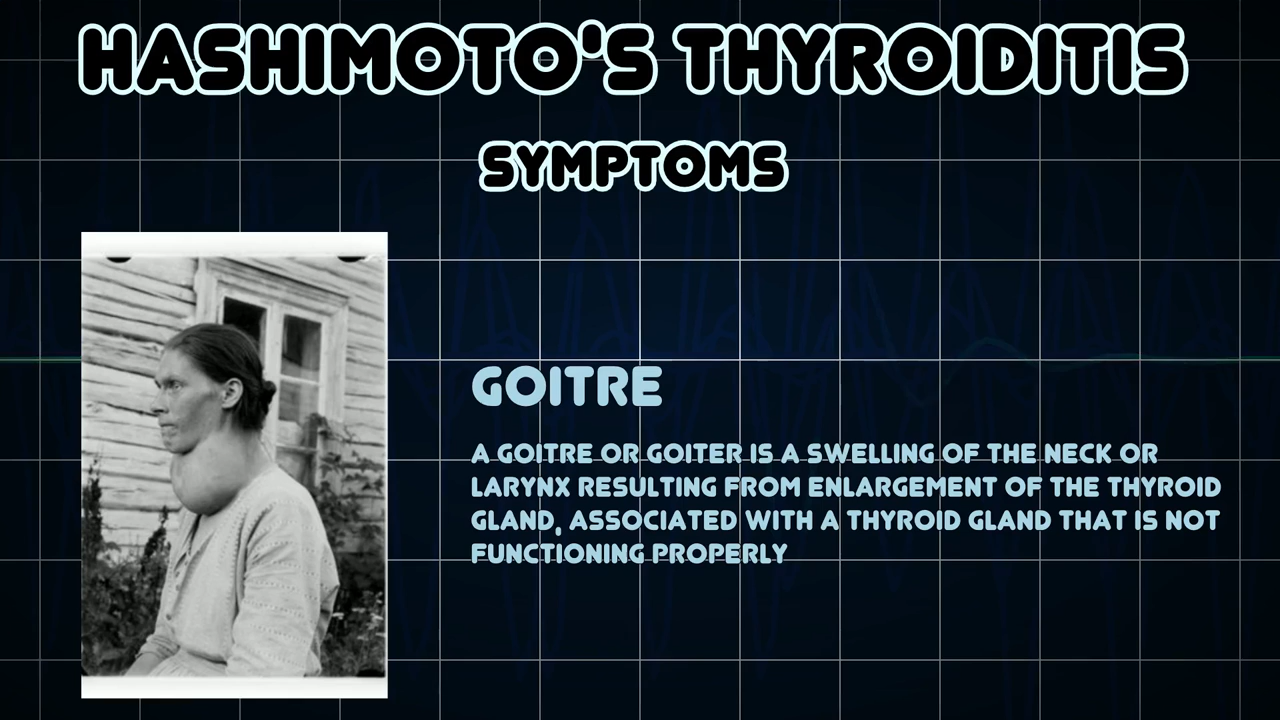 HASHIMOTO'S THYROIDITIS
SYMPTOMS
GOITRE
A GOITRE OR GOITER IS A SWELLING OF THE NECK OR
LARYNX RESULTING FROM ENLARGEMENT OF THE THYROID
GLAND, ASSOCIATED WITH A THYROID GLAND THAT IS NOT
FUNCTIONING PROPERLY